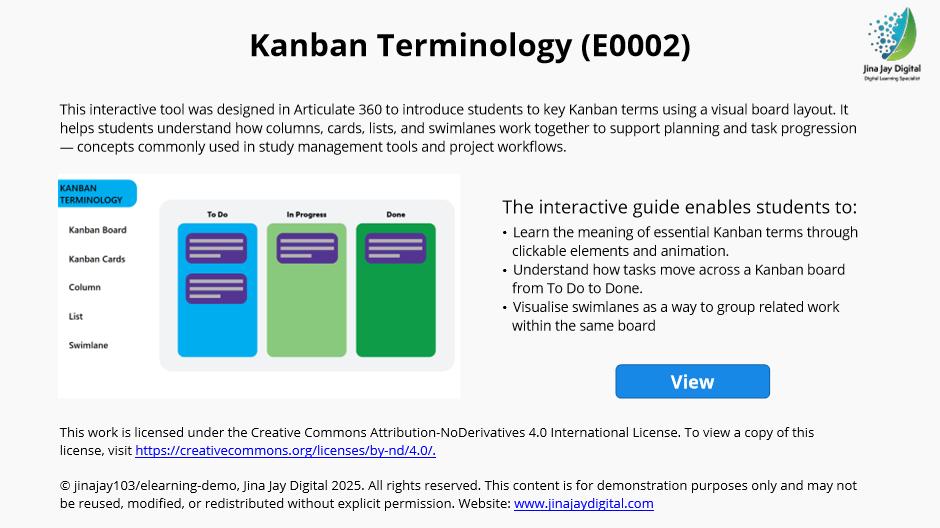 Kanban Terminology (E0002)
Jina Jay Digital
Digital Learning Specialist
This interactive tool was designed in Articulate 360 to introduce students to key Kanban terms using a visual board layout. It
helps students understand how columns, cards, lists, and swimlanes work together to support planning and task progression
— concepts commonly used in study management tools and project workflows.
KANBAN
TERMINOLOGY
Kanban Board
Kanban Cards
Column
List
Swimlane
To Do
In Progress
Done
The interactive guide enables students to:
• Learn the meaning of essential Kanban terms through
clickable elements and animation.
• Understand how tasks move across a Kanban board
from To Do to Done.
• Visualise swimlanes as a way to group related work
within the same board
View
This work is licensed under the Creative Commons Attribution-NoDerivatives 4.0 International License. To view a copy of this
license, visit https://creativecommons.org/licenses/by-nd/4.0/.
© jinajay103/elearning-demo, Jina Jay Digital 2025. All rights reserved. This content is for demonstration purposes only and may not
be reused, modified, or redistributed without explicit permission. Website: www.jinajaydigital.com